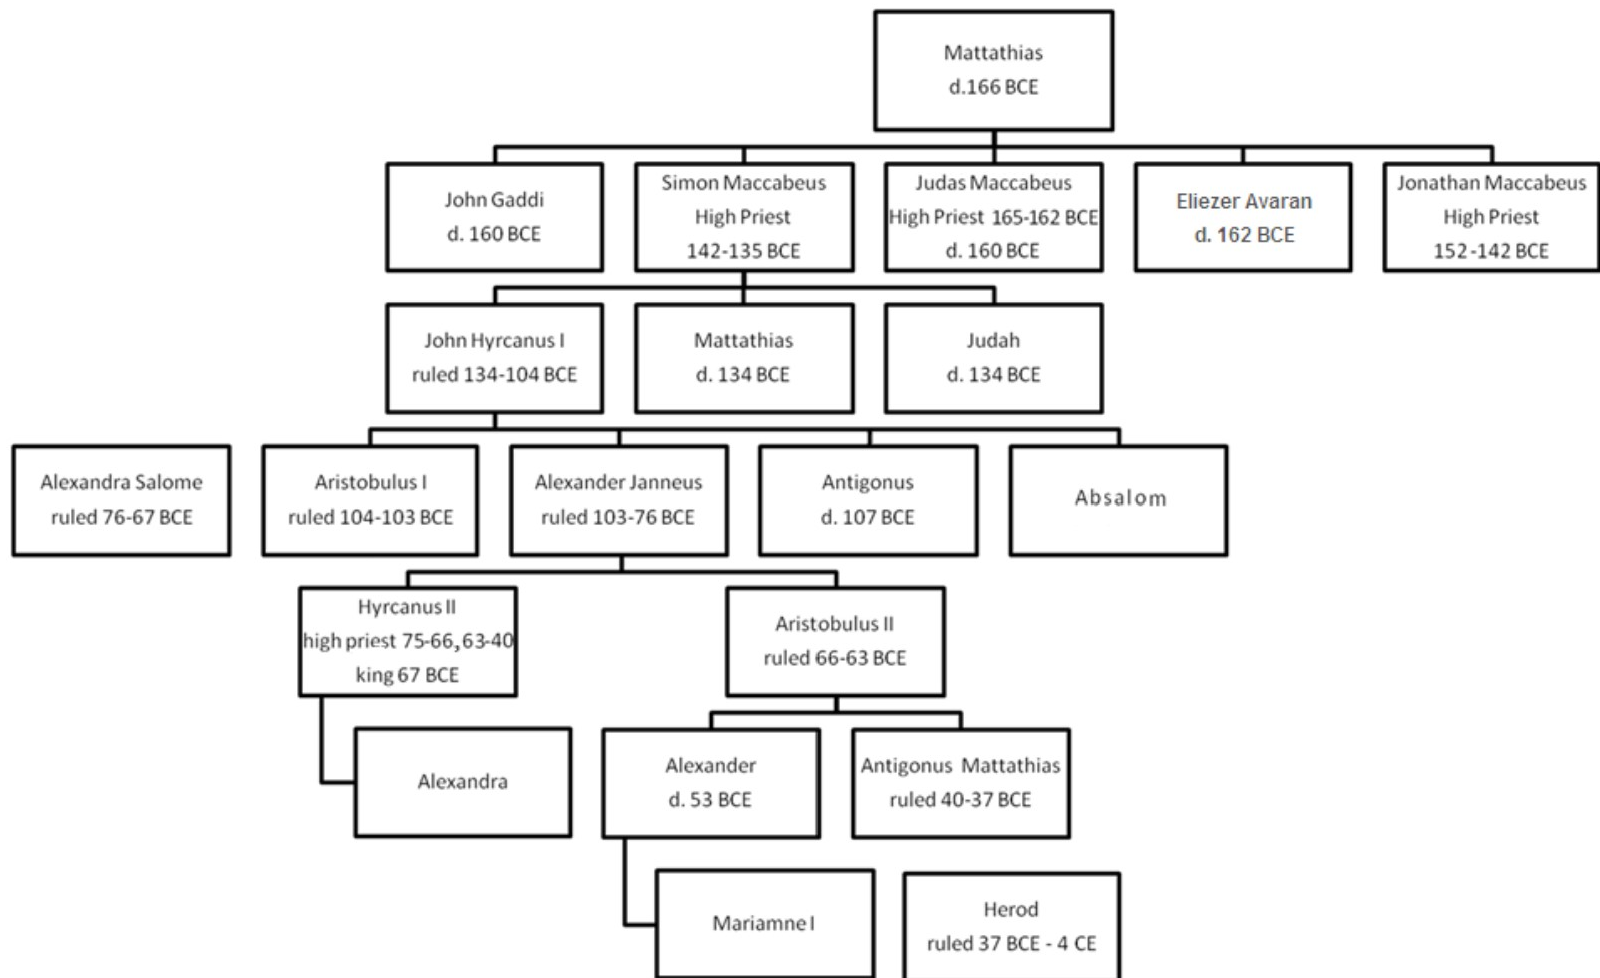 Mattathias
d.166 BCE
John Gaddi
d. 160 BCE
Simon Maccabeus
High Priest
142-135 BCE
Judas Maccabeus
High Priest 165-162 BCE
d. 160 BCE
Eliezer Avaran
d. 162 BCE
Jonathan Maccabeus
High Priest
152-142 BCE
John Hyrcanus I
ruled 134-104 BCE
Mattathias
d. 134 BCE
Judah
d. 134 BCE
Alexandra Salome
ruled 76-67 BCE
Aristobulus I
ruled 104-103 BCE
Alexander Janneus
ruled 103-76 BCE
Antigonus
d. 107 BCE
Absalom
Hyrcanus II
high priest 75-66, 63-40
king 67 BCE
Aristobulus II
ruled 66-63 BCE
Alexandra
Alexander
d. 53 BCE
Antigonus Mattathias
ruled 40-37 BCE
Mariamne I
Herod
ruled 37 BCE - 4 CE